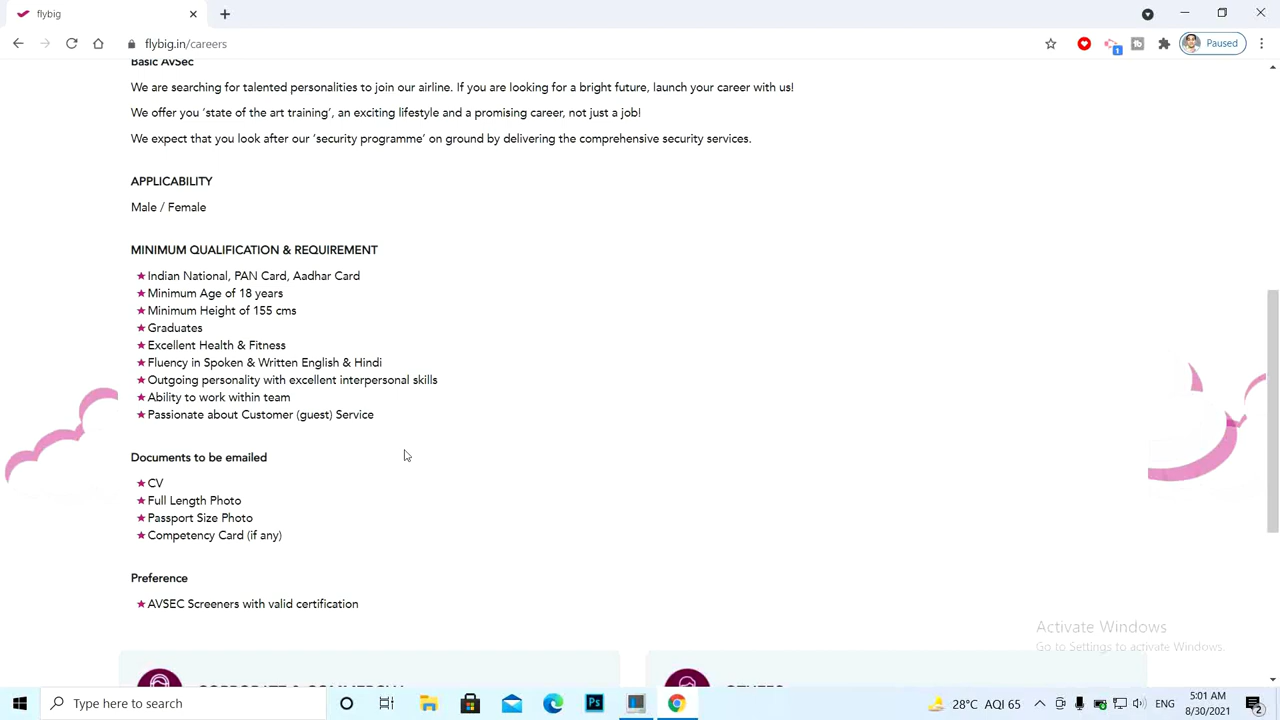 flybig
flybig.in/careers
1
Paused
Basic AvSec
We are searching for talented personalities to join our airline. If you are looking for a bright future, launch your career with us!
We offer you ‘state of the art training’, an exciting lifestyle and a promising career, not just a job!
We expect that you look after our ‘security programme’ on ground by delivering the comprehensive security services.
APPLICABILITY
Male / Female
MINIMUM QUALIFICATION & REQUIREMENT
Indian National, PAN Card, Aadhar Card
Minimum Age of 18 years
Minimum Height of 155 cms
Graduates
Excellent Health & Fitness
Fluency in Spoken & Written English & Hindi
Outgoing personality with excellent interpersonal skills
Ability to work within team
Passionate about Customer (guest) Service
Documents to be emailed
CV
Full Length Photo
Passport Size Photo
Competency Card (if any)
Preference
AVSEC Screeners with valid certification
Activate Windows
Go to Settings to activate Windows.
CORPORATE & COMMERCIAL
OTHERS
Type here to search
Ps
28°C AQI 65
ENG
5:01 AM
8/30/2021
2